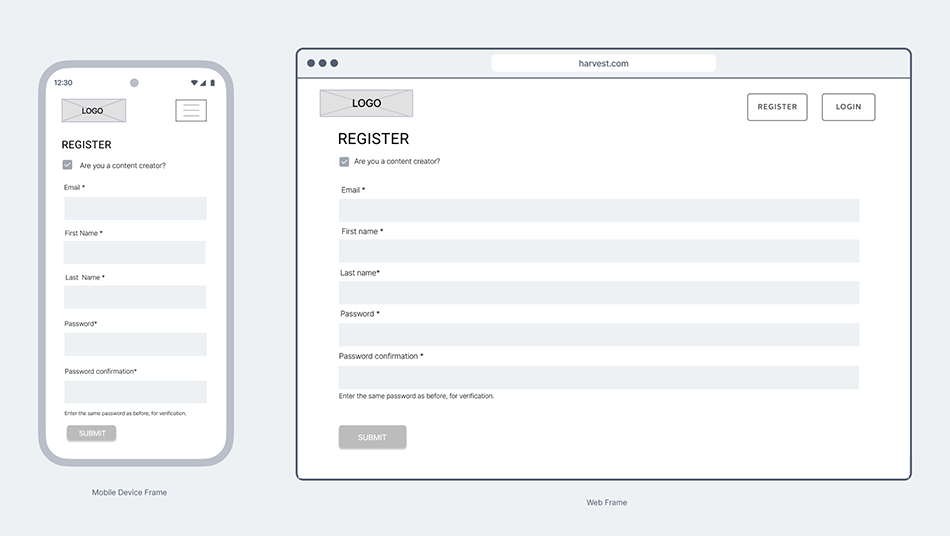 12:30
LOGO
REGISTER
Are you a content creator?
Email *
First Name *
Last Name *
Password*
Password confirmation*
Enter the same password as before, for verification.
SUBMIT
Mobile Device Frame
harvest.com
LOGO
REGISTER
LOGIN
REGISTER
Are you a content creator?
Email *
First name *
Last name*
Password *
Password confirmation *
Enter the same password as before, for verification.
SUBMIT
Web Frame